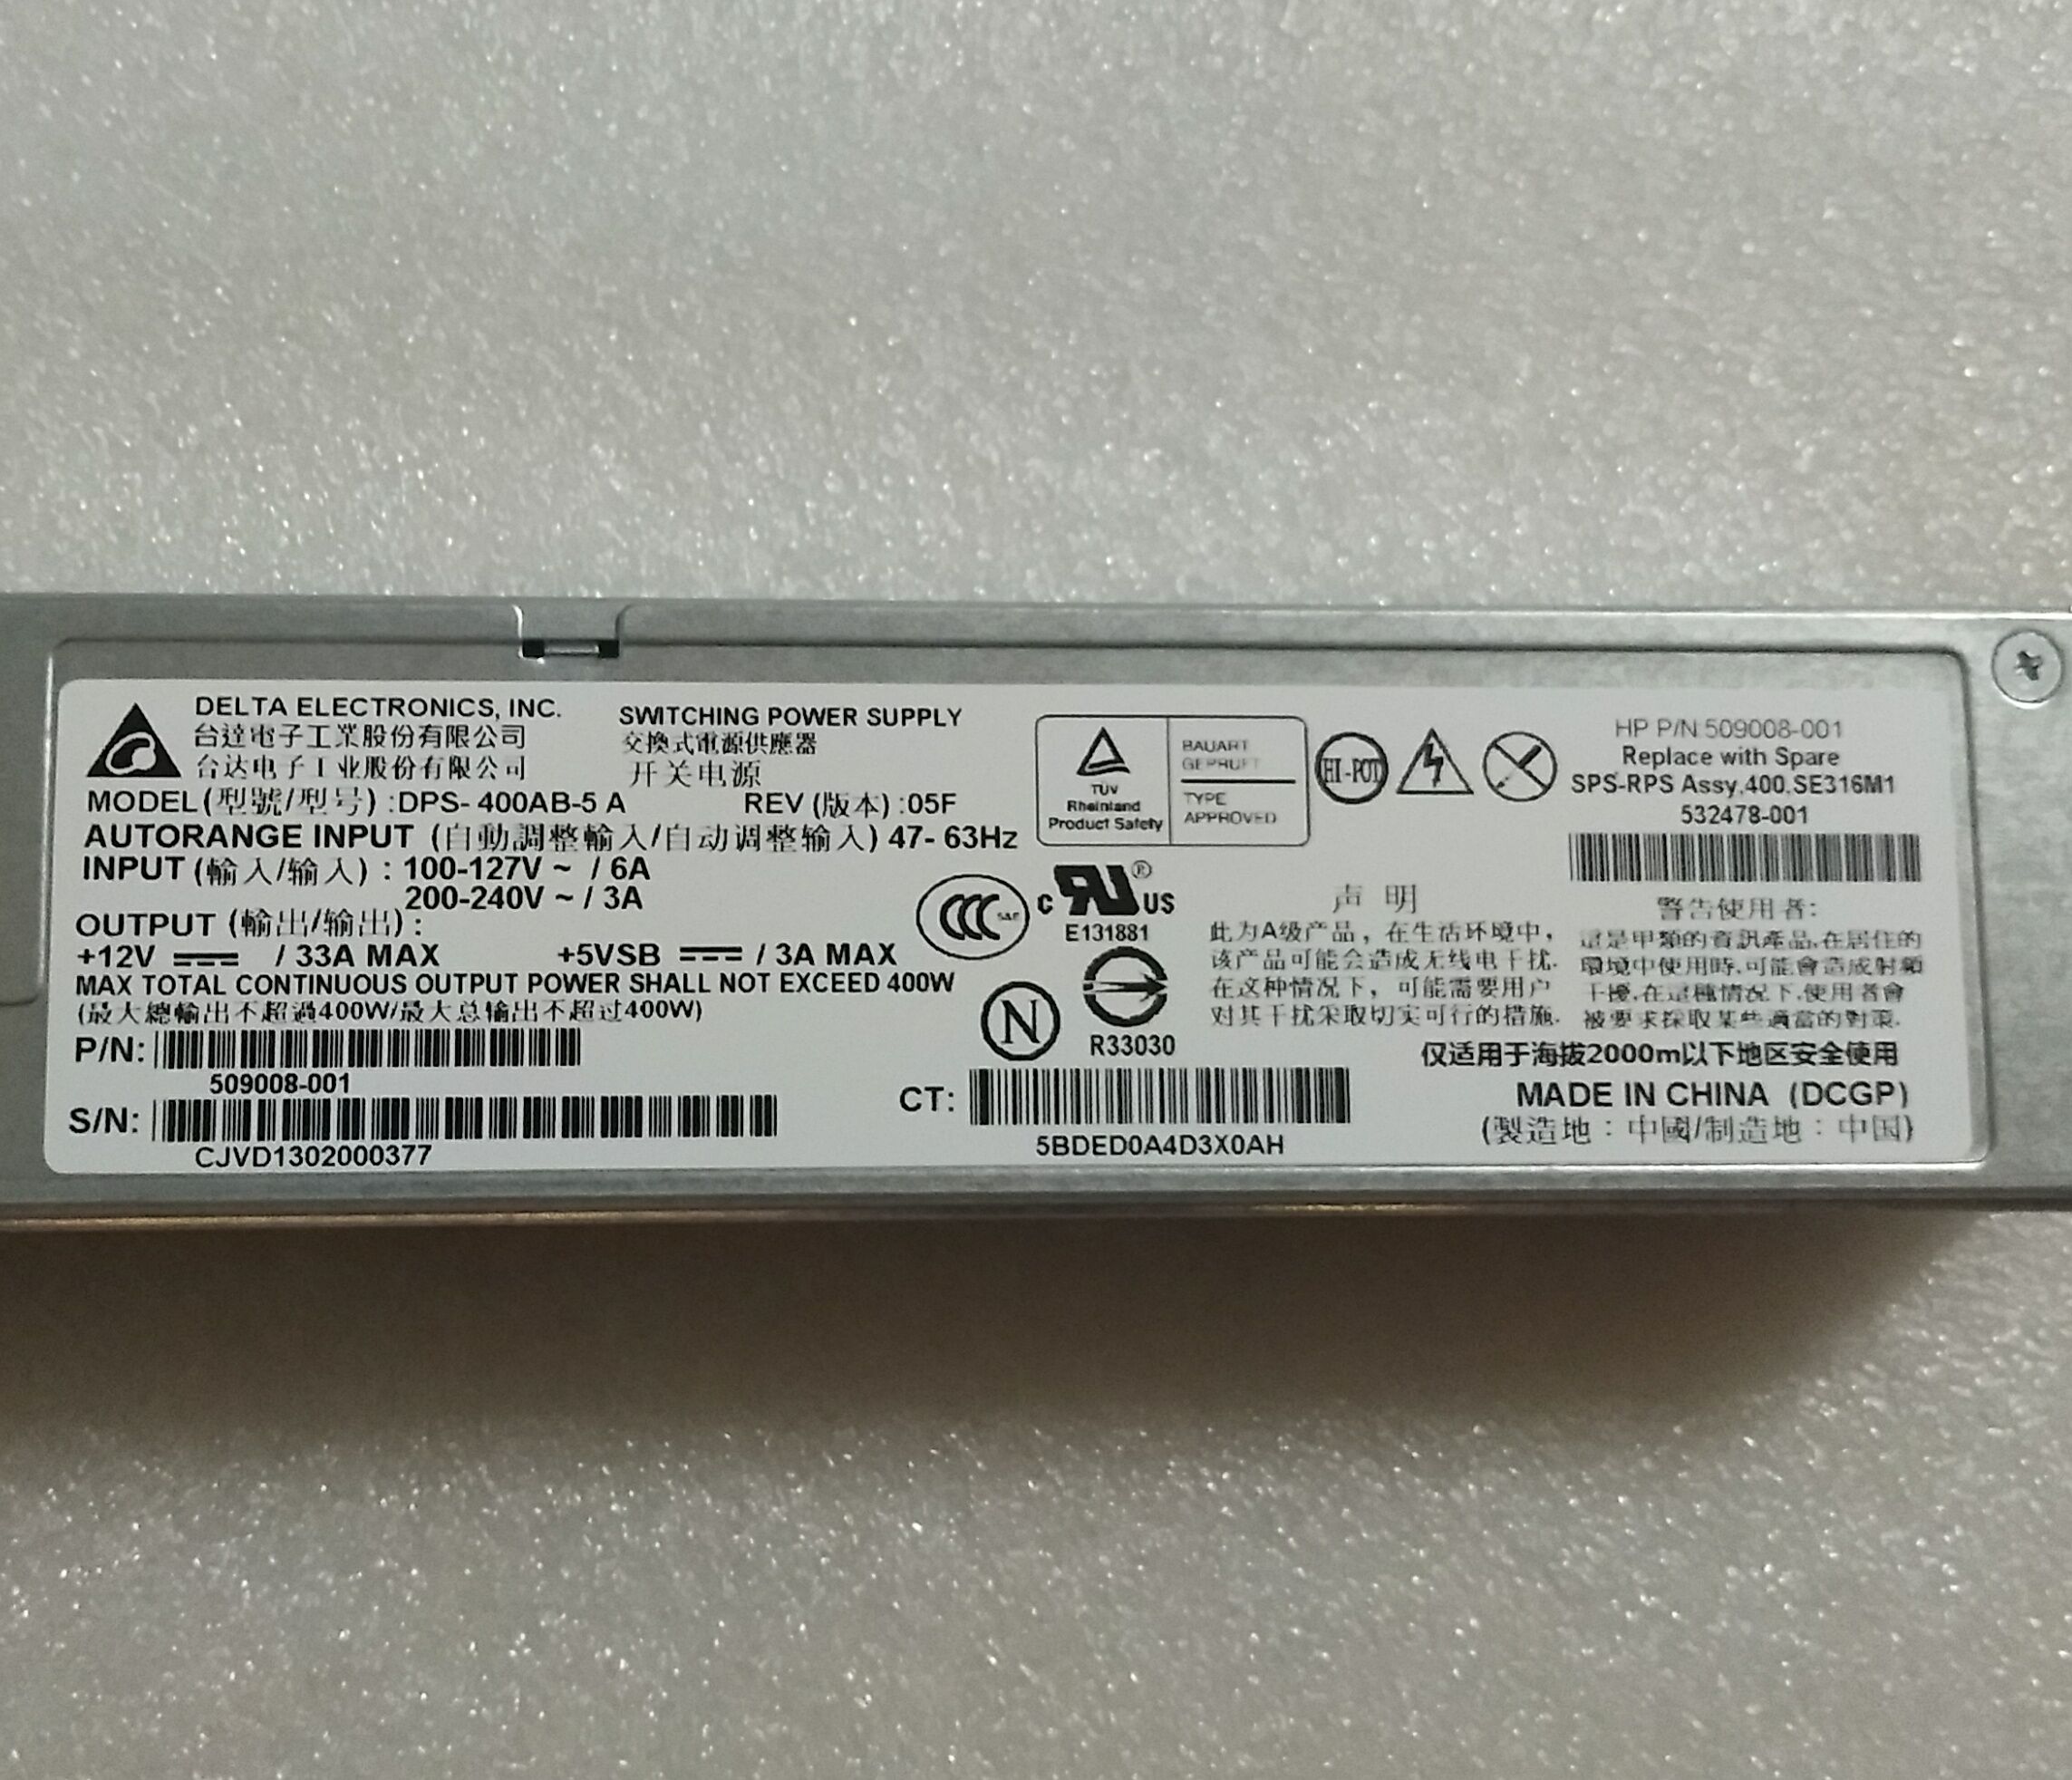 DELTA ELECTRONICS, INC.
台達電子工業股份有限公司
台达电子工业股份有限公司
SWITCHING POWER SUPPLY
交換式電源供應器
开关电源
MODEL(型號/型号) :DPS- 400AB-5 A
REV (版本) :05F
AUTORANGE INPUT (自動調整輸入/自动调整输入) 47- 63Hz
INPUT (輸入/输入) : 100-127V ~ / 6A
200-240V ~ / 3A
OUTPUT (輸出/输出) :
+12V ⎓ / 33A MAX +5VSB ⎓ / 3A MAX
MAX TOTAL CONTINUOUS OUTPUT POWER SHALL NOT EXCEED 400W
(最大總輸出不超過400W/最大总输出不超过400W)
P/N:
509008-001
S/N:
CJVD1302000377
TÜV
Rheinland
Product Safety
BAUART
GEPRUFT
TYPE
APPROVED
HI-POT
CCC S&E
c RU ® US
E131881
N
R33030
CT:
5BDED0A4D3X0AH
HP P/N 509008-001
Replace with Spare
SPS-RPS Assy,400,SE316M1
532478-001
声 明
此为A级产品，在生活环境中，
该产品可能会造成无线电干扰.
在这种情况下，可能需要用户
对其干扰采取切实可行的措施.
警告使用者:
這是甲類的資訊產品,在居住的
環境中使用時,可能會造成射頻
干擾,在這種情況下,使用者會
被要求採取某些適當的對策.
仅适用于海拔2000m以下地区安全使用
MADE IN CHINA (DCGP)
(製造地：中國/制造地：中国)